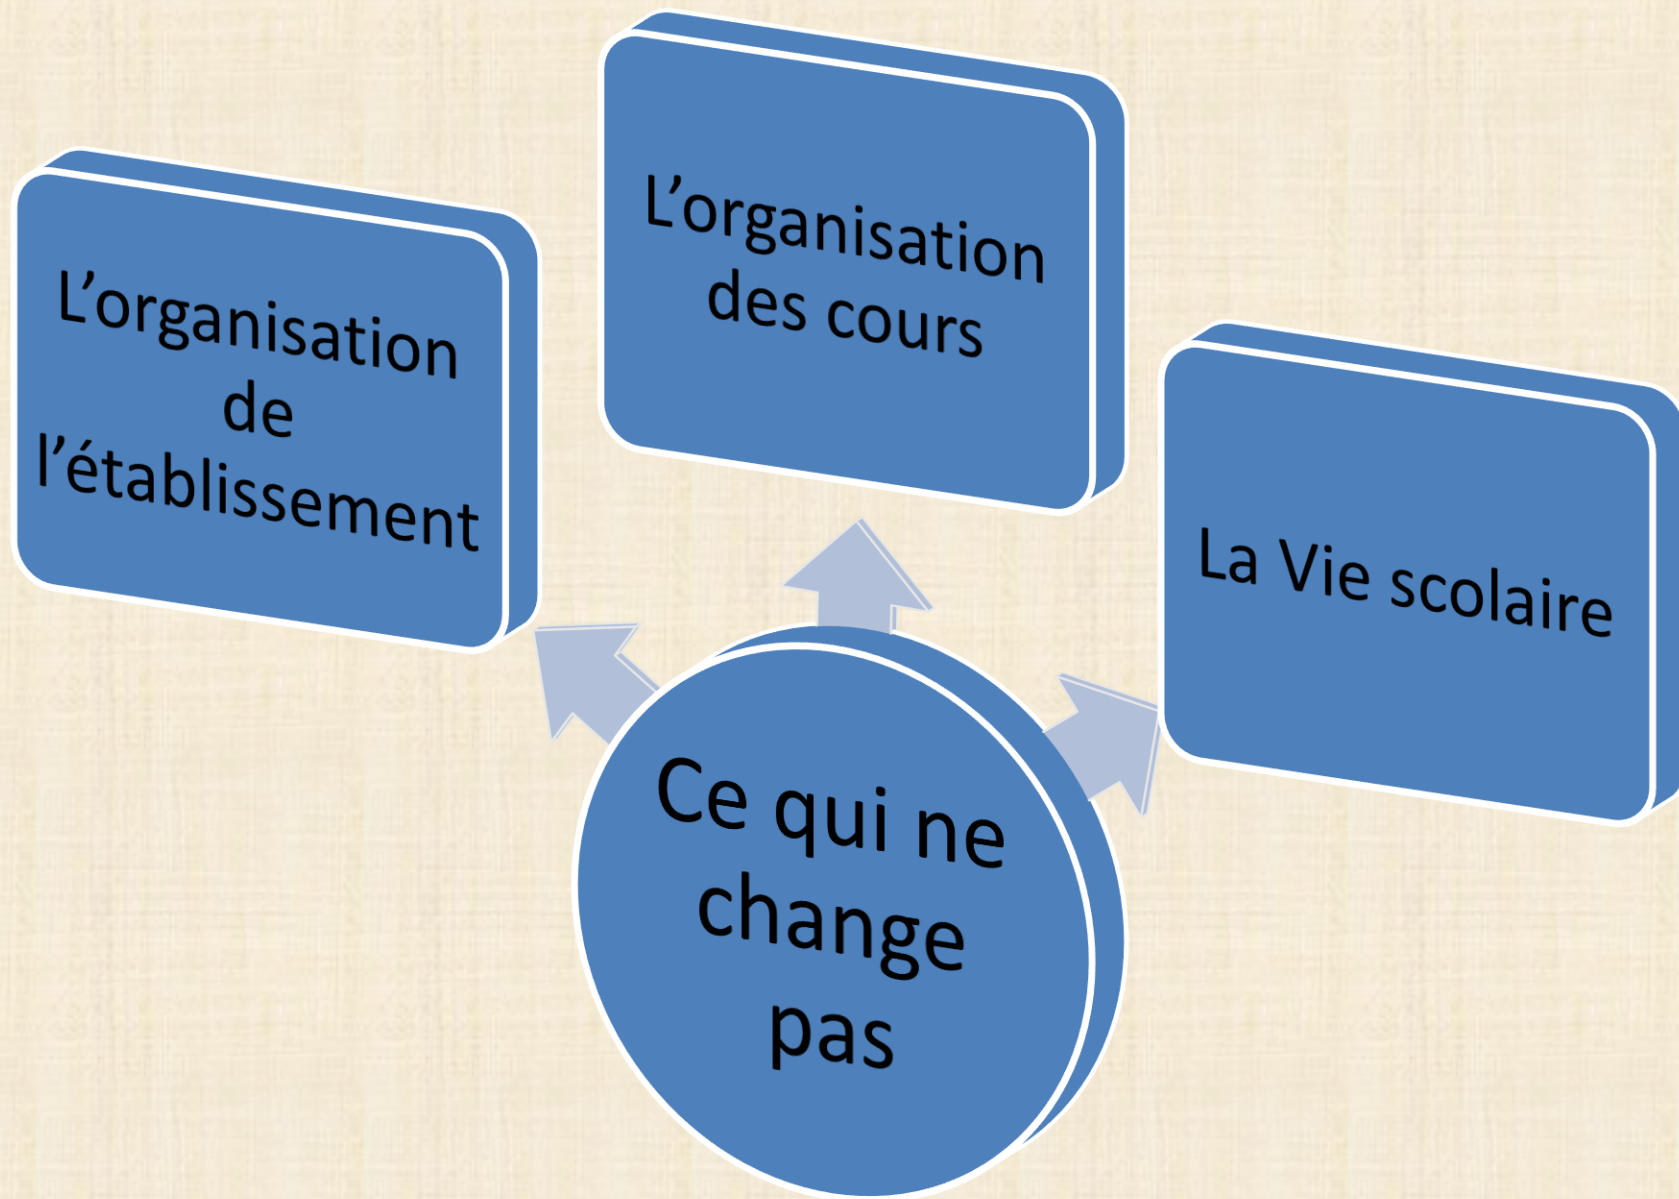 L’organisation
de
l’établissement
L’organisation
des cours
La Vie scolaire
Ce qui ne
change
pas